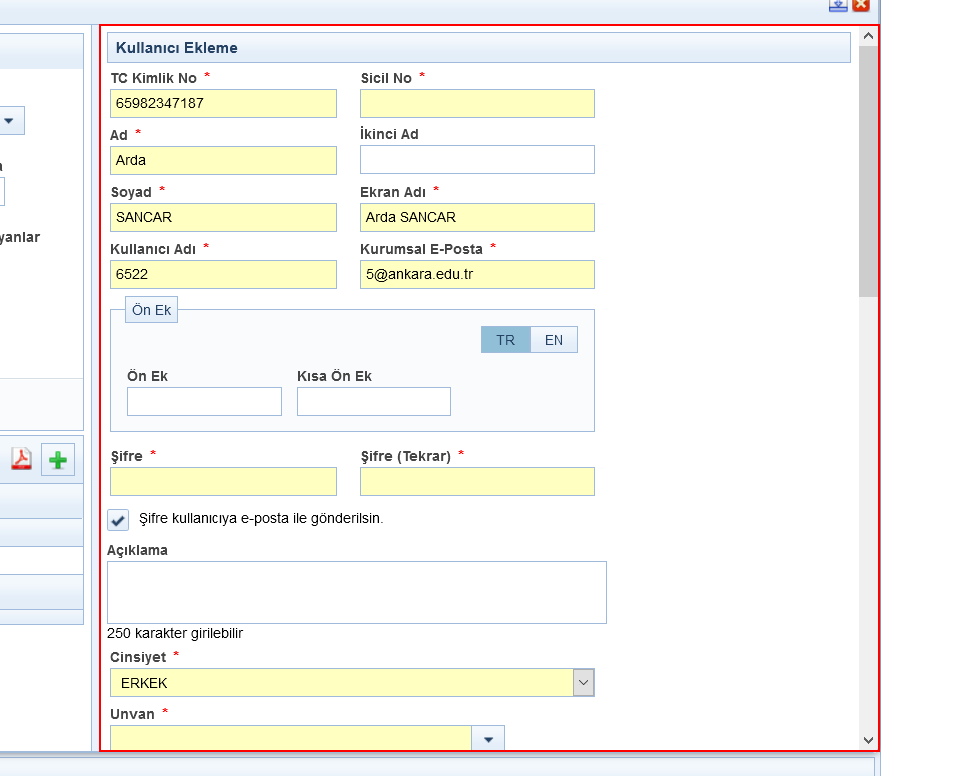 Kullanıcı Ekleme
TC Kimlik No * Sicil No *
65982347187
Ad * İkinci Ad
Arda
Soyad * Ekran Adı *
SANCAR Arda SANCAR
Kullanıcı Adı * Kurumsal E-Posta *
6522 5@ankara.edu.tr
yanlar
Ön Ek
TR EN
Ön Ek Kısa Ön Ek
Şifre * Şifre (Tekrar) *
Şifre kullanıcıya e-posta ile gönderilsin.
Açıklama
250 karakter girilebilir
Cinsiyet *
ERKEK
Unvan *